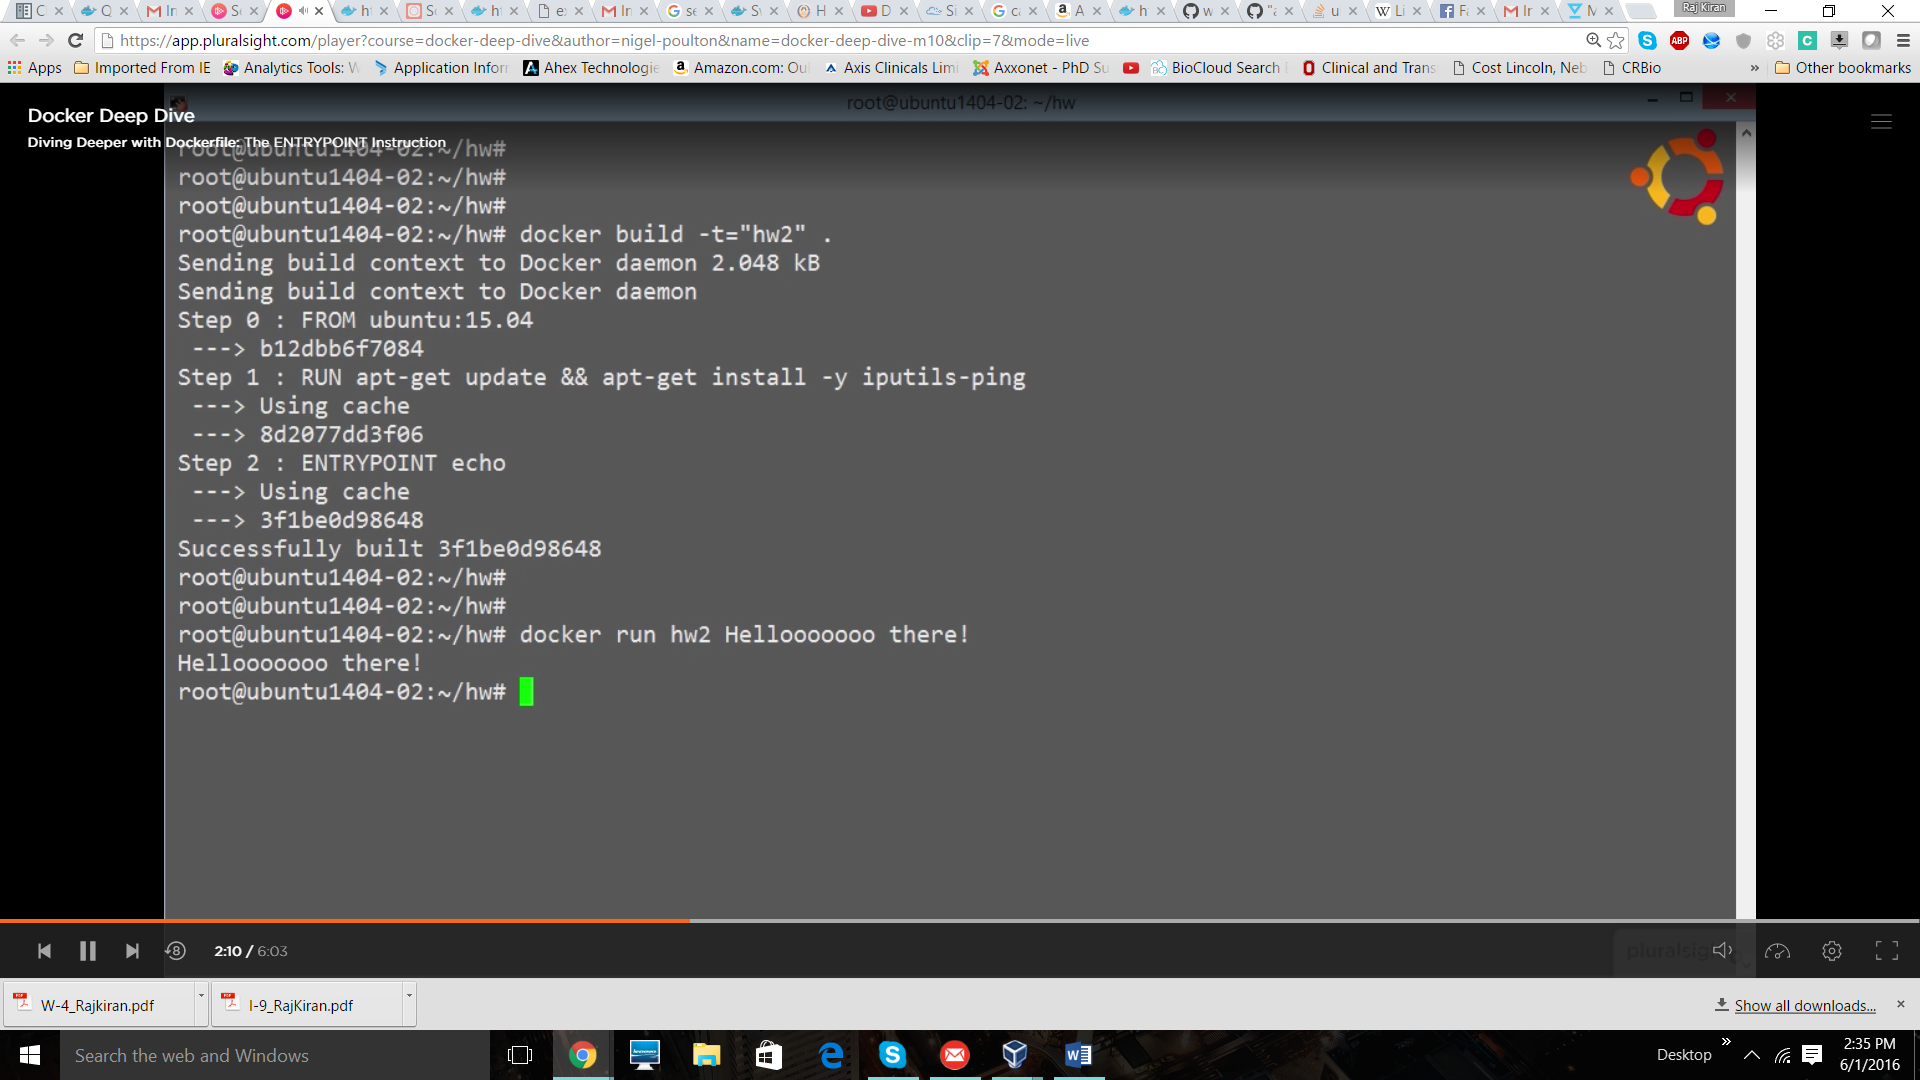 Raj Kiran
https://app.pluralsight.com/player?course=docker-deep-dive&author=nigel-poulton&name=docker-deep-dive-m10&clip=7&mode=live
Apps Imported From IE Analytics Tools: Application Infor Ahex Technologie Amazon.com: Ou Axis Clinicals Limi Axxonet - PhD Su BioCloud Search Clinical and Trans Cost Lincoln, Neb CRBio » Other bookmarks
root@ubuntu1404-02: ~/hw
Docker Deep Dive
Diving Deeper with Dockerfile: The ENTRYPOINT Instruction
root@ubuntu1404-02:~/hw#
root@ubuntu1404-02:~/hw#
root@ubuntu1404-02:~/hw#
root@ubuntu1404-02:~/hw# docker build -t="hw2" .
Sending build context to Docker daemon 2.048 kB
Sending build context to Docker daemon
Step 0 : FROM ubuntu:15.04
---> b12dbb6f7084
Step 1 : RUN apt-get update && apt-get install -y iputils-ping
---> Using cache
---> 8d2077dd3f06
Step 2 : ENTRYPOINT echo
---> Using cache
---> 3f1be0d98648
Successfully built 3f1be0d98648
root@ubuntu1404-02:~/hw#
root@ubuntu1404-02:~/hw#
root@ubuntu1404-02:~/hw# docker run hw2 Hellooooooo there!
Hellooooooo there!
root@ubuntu1404-02:~/hw#
8 2:10 / 6:03
W-4_Rajkiran.pdf I-9_RajKiran.pdf Show all downloads...
Search the web and Windows
Desktop » 2:35 PM
6/1/2016